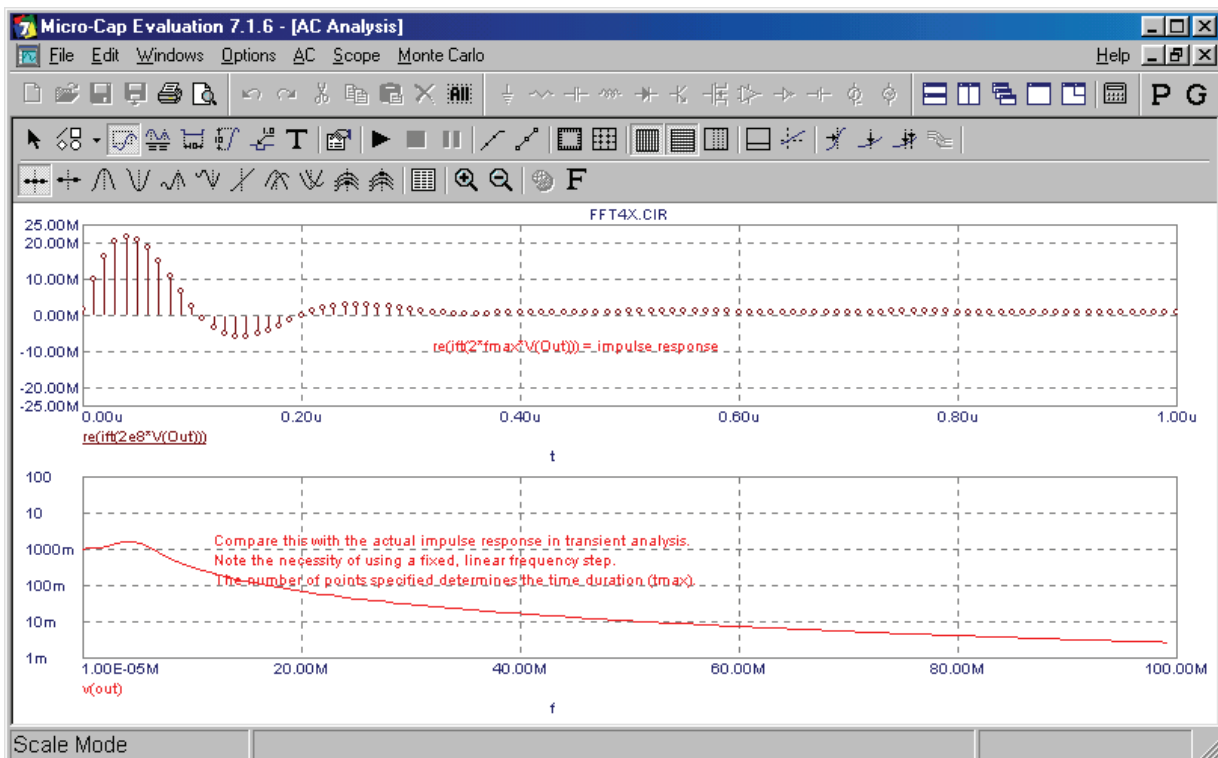 Micro-Cap Evaluation 7.1.6 - [AC Analysis]
File Edit Windows Options AC Scope Monte Carlo Help
All P G
T
F
FFT4X.CIR
25.00M
20.00M
10.00M
0.00M
-10.00M
re(ift(2*fmax*V(Out))) = impulse response
-20.00M
-25.00M
0.00u 0.20u 0.40u 0.60u 0.80u 1.00u
re(ift(2e8*V(Out)))
t
100
10
Compare this with the actual impulse response in transient analysis.
1000m
Note the necessity of using a fixed, linear frequency step.
The number of points specified determines the time duration (tmax)
100m
10m
1m
1.00E-05M 20.00M 40.00M 60.00M 80.00M 100.00M
v(out)
f
Scale Mode